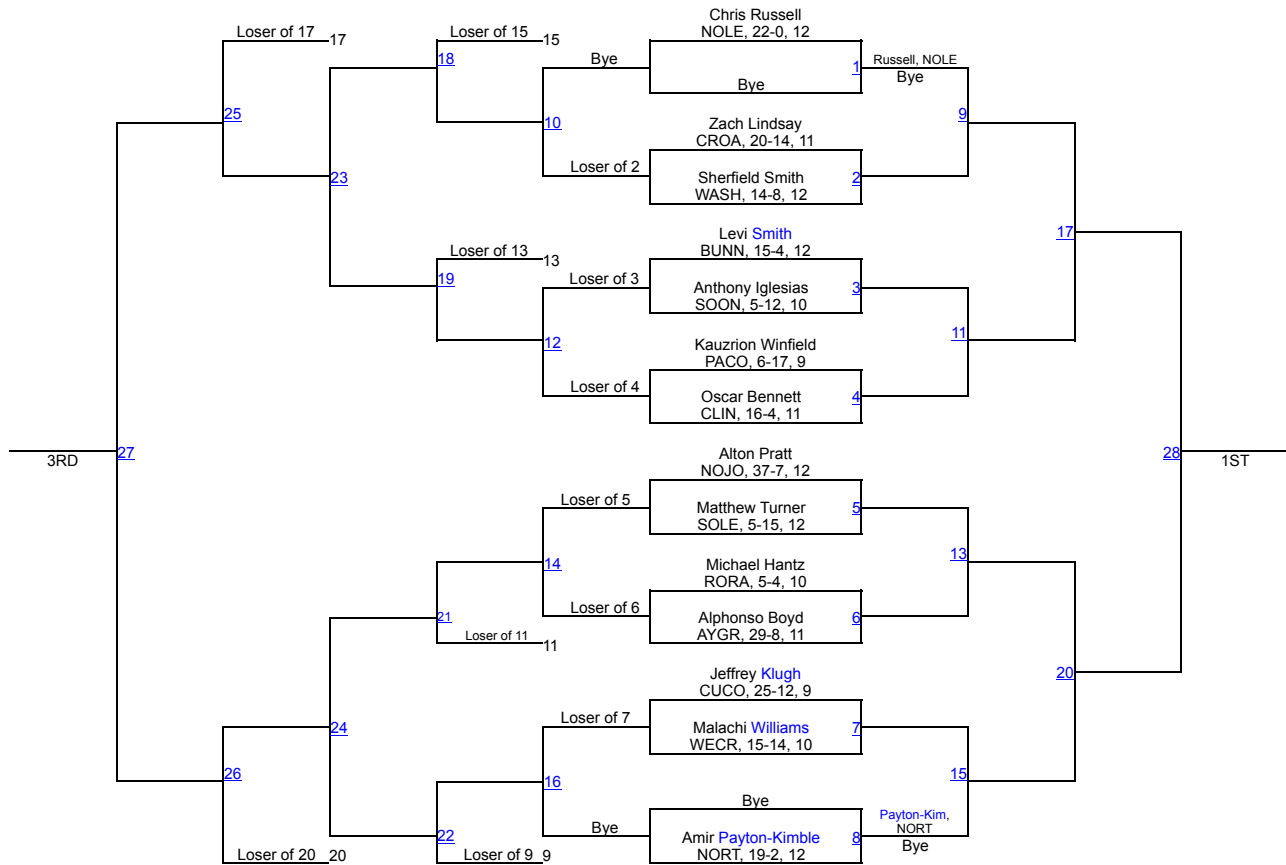 Chris Russell
NOLE, 22-0, 12
Loser of 17 17
Loser of 15 15
18
Bye
1
Russell, NOLE
Bye
Bye
25
10
9
Zach Lindsay
CROA, 20-14, 11
Loser of 2
23
Sherfield Smith
WASH, 14-8, 12
2
Levi Smith
BUNN, 15-4, 12
17
Loser of 13 13
19
Loser of 3
Anthony Iglesias
SOON, 5-12, 10
3
12
11
Kauzrion Winfield
PACO, 6-17, 9
Loser of 4
Oscar Bennett
CLIN, 16-4, 11
4
3RD
27
Alton Pratt
NOJO, 37-7, 12
28
1ST
Loser of 5
Matthew Turner
SOLE, 5-15, 12
5
14
13
Michael Hantz
RORA, 5-4, 10
21
Loser of 6
Alphonso Boyd
AYGR, 29-8, 11
6
Loser of 11 11
Jeffrey Klugh
CUCO, 25-12, 9
20
Loser of 7
24
Malachi Williams
WECR, 15-14, 10
7
26
16
15
Bye
Payton-Kim,
NORT
Bye
22
Bye
Amir Payton-Kimble
NORT, 19-2, 12
8
Loser of 20 20
Loser of 9 9